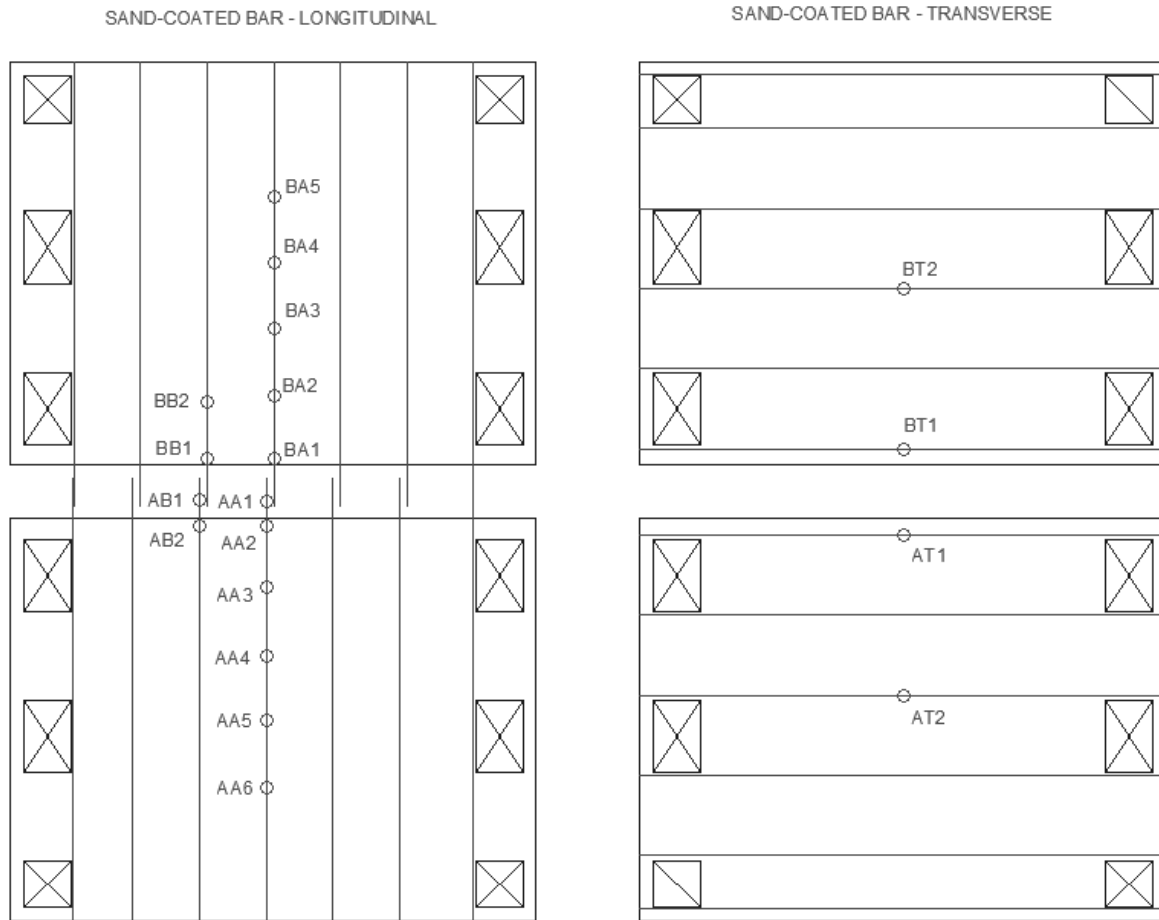 SAND-COATED BAR - LONGITUDINAL
SAND-COATED BAR - TRANSVERSE
BA5
BA4
BA3
BA2
BB2
BB1
BA1
AB1
AA1
AB2
AA2
AA3
AA4
AA5
AA6
BT2
BT1
AT1
AT2